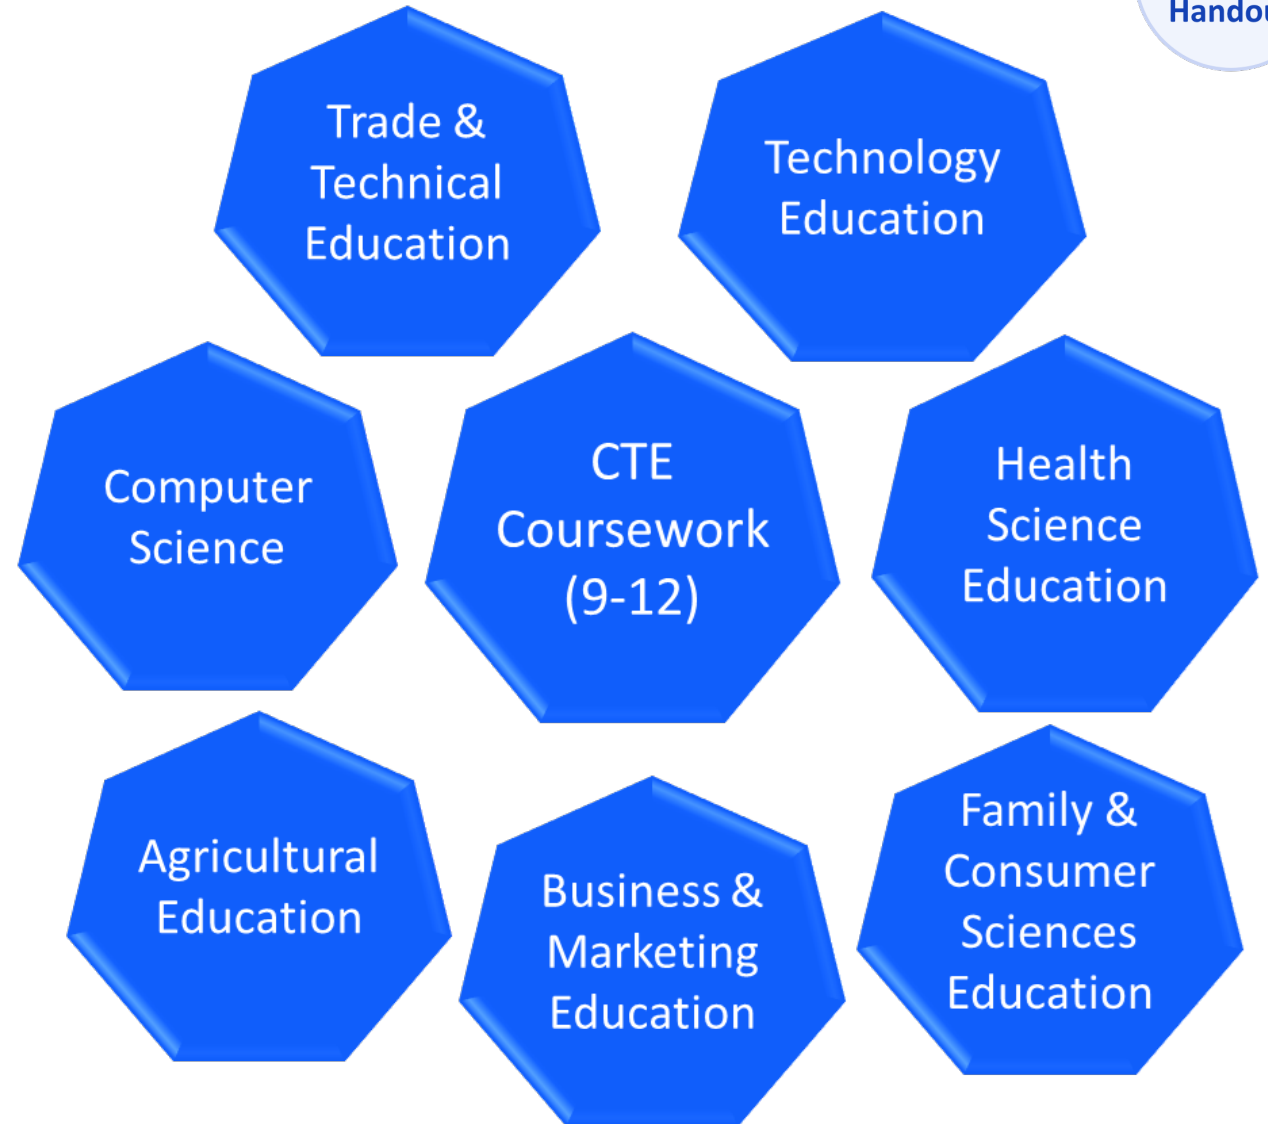 Trade &
Technical
Education
Technology
Education
Computer
Science
CTE
Coursework
(9-12)
Health
Science
Education
Agricultural
Education
Business &
Marketing
Education
Family &
Consumer
Sciences
Education